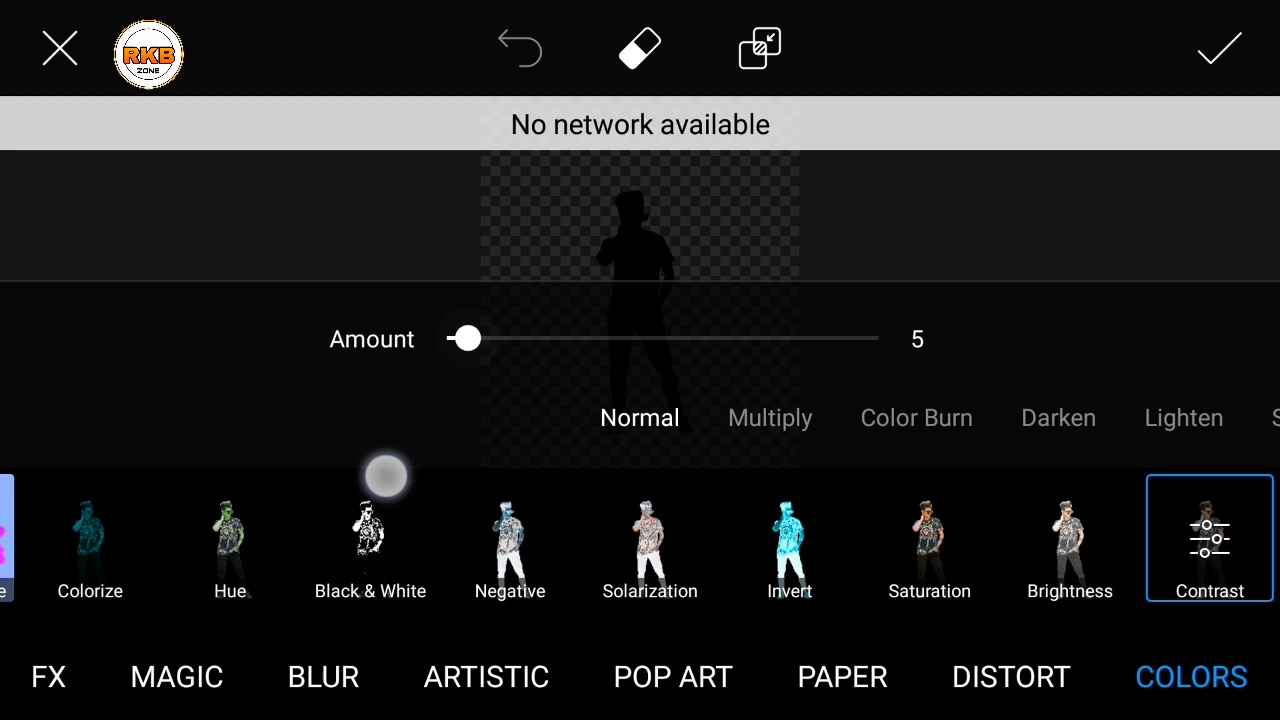 RKB
ZONE
No network available
Amount 5
Normal Multiply Color Burn Darken Lighten S
e Colorize Hue Black & White Negative Solarization Invert Saturation Brightness Contrast
FX MAGIC BLUR ARTISTIC POP ART PAPER DISTORT COLORS